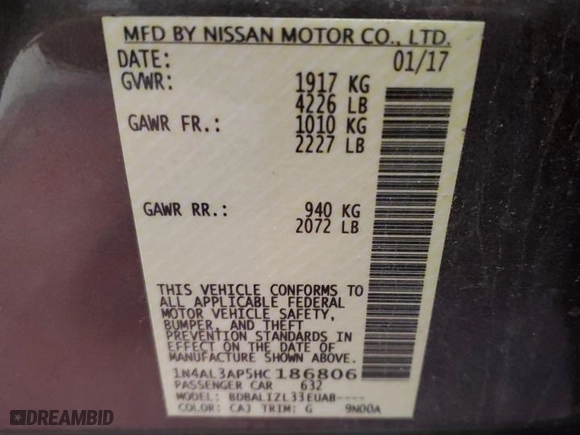 MFD BY NISSAN MOTOR CO., LTD.
DATE: 01/17
GVWR: 1917 KG
4226 LB
GAWR FR.: 1010 KG
2227 LB
GAWR RR.: 940 KG
2072 LB
THIS VEHICLE CONFORMS TO
ALL APPLICABLE FEDERAL
MOTOR VEHICLE SAFETY,
BUMPER, AND THEFT
PREVENTION STANDARDS IN
EFFECT ON THE DATE OF
MANUFACTURE SHOWN ABOVE.
1N4AL3AP5HC 186806
PASSENGER CAR 632
MODEL: BDBALIZL33EUAB----
COLOR: CAJ TRIM: G 9N00A
DREAMBID